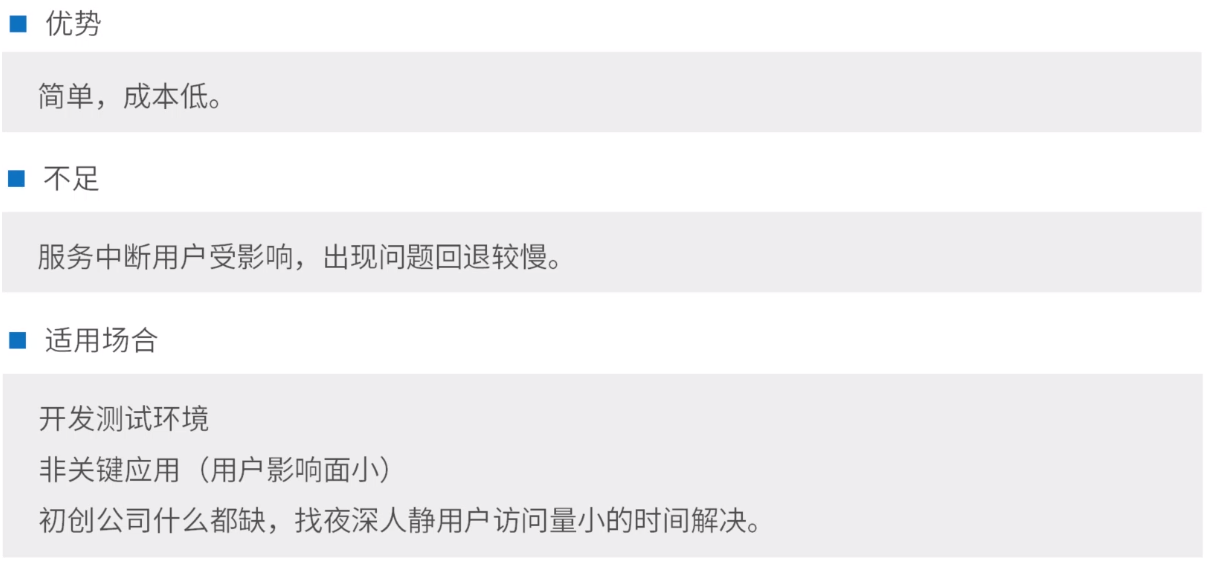 优势
简单，成本低。
不足
服务中断用户受影响，出现问题回退较慢。
适用场合
开发测试环境
非关键应用（用户影响面小）
初创公司什么都缺，找夜深人静用户访问量小的时间解决。